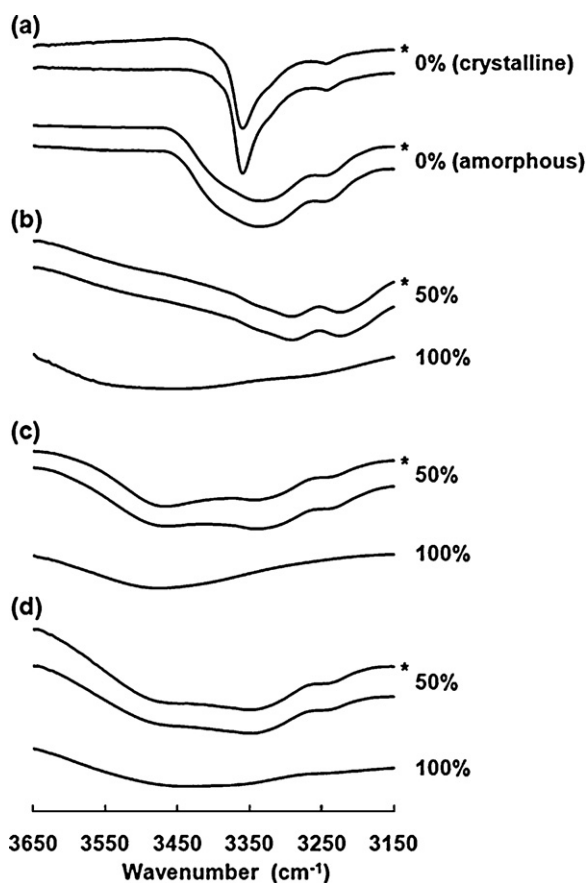 (a)
* 0% (crystalline)
* 0% (amorphous)
(b)
* 50%
100%
(c)
* 50%
100%
(d)
* 50%
100%
3650 3550 3450 3350 3250 3150
Wavenumber (cm-1)